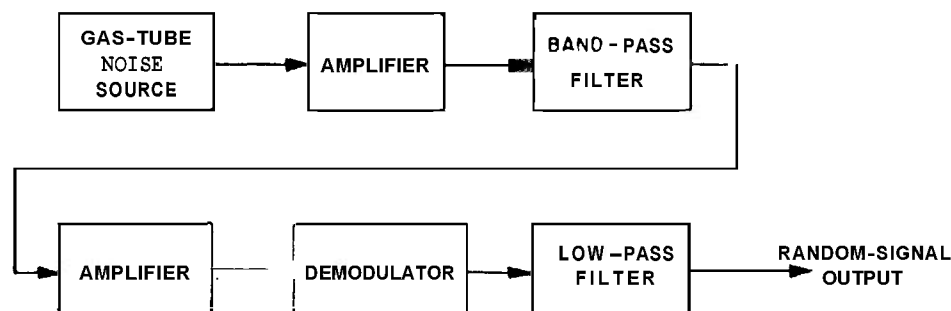 GAS-TUBE
NOISE
SOURCE
AMPLIFIER
BAND-PASS
FILTER
AMPLIFIER
DEMODULATOR
LOW-PASS
FILTER
RANDOM-SIGNAL
OUTPUT